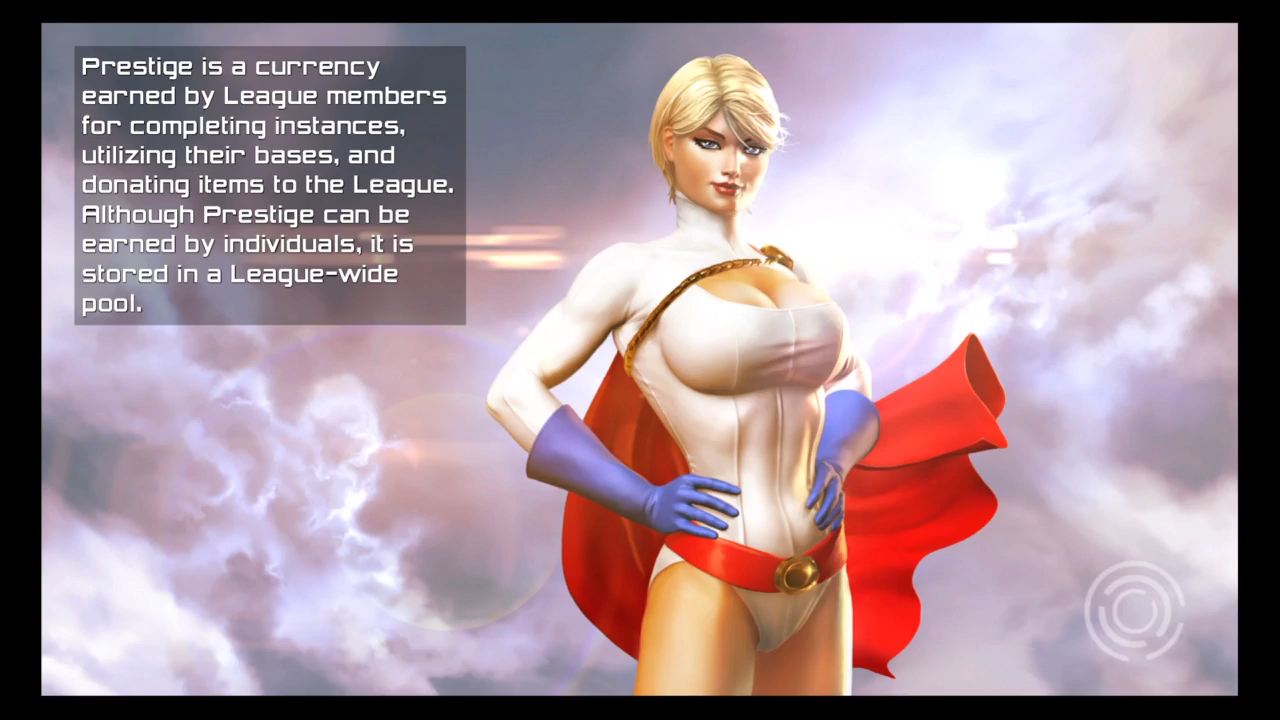 Prestige is a currency
earned by League members
for completing instances,
utilizing their bases, and
donating items to the League.
Although Prestige can be
earned by individuals, it is
stored in a League-wide
pool.